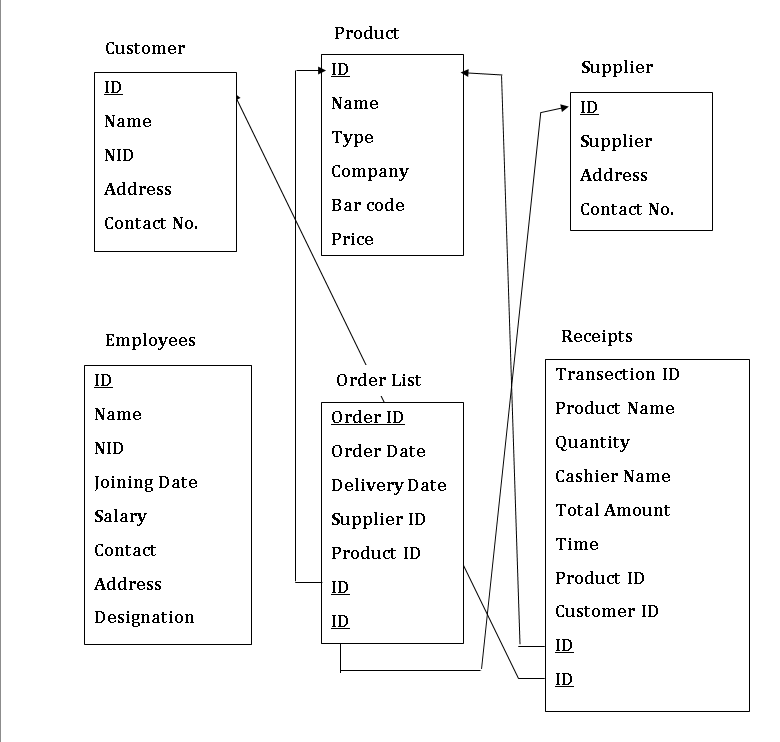 Customer
ID
Name
NID
Address
Contact No.
Product
ID
Name
Type
Company
Bar code
Price
Supplier
ID
Supplier
Address
Contact No.
Employees
ID
Name
NID
Joining Date
Salary
Contact
Address
Designation
Order List
Order ID
Order Date
Delivery Date
Supplier ID
Product ID
ID
ID
Receipts
Transection ID
Product Name
Quantity
Cashier Name
Total Amount
Time
Product ID
Customer ID
ID
ID